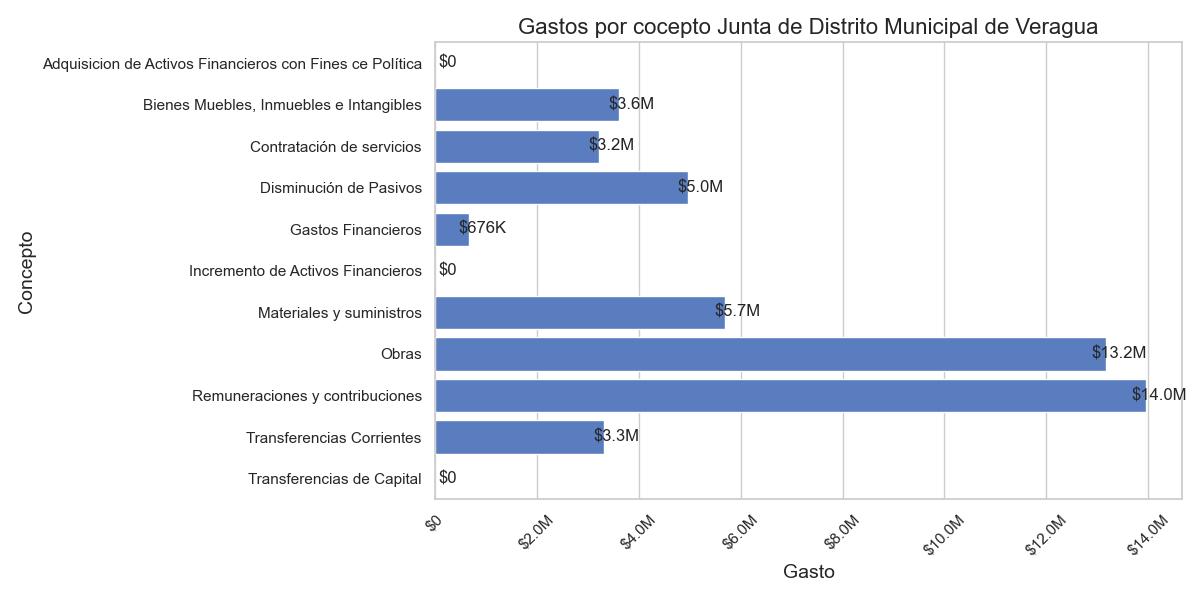 Gastos por cocepto Junta de Distrito Municipal de Veragua
Concepto
Adquisicion de Activos Financieros con Fines ce Política $0
Bienes Muebles, Inmuebles e Intangibles $3.6M
Contratación de servicios $3.2M
Disminución de Pasivos $5.0M
Gastos Financieros $676K
Incremento de Activos Financieros $0
Materiales y suministros $5.7M
Obras $13.2M
Remuneraciones y contribuciones $14.0M
Transferencias Corrientes $3.3M
Transferencias de Capital $0
$0 $2.0M $4.0M $6.0M $8.0M $10.0M $12.0M $14.0M
Gasto